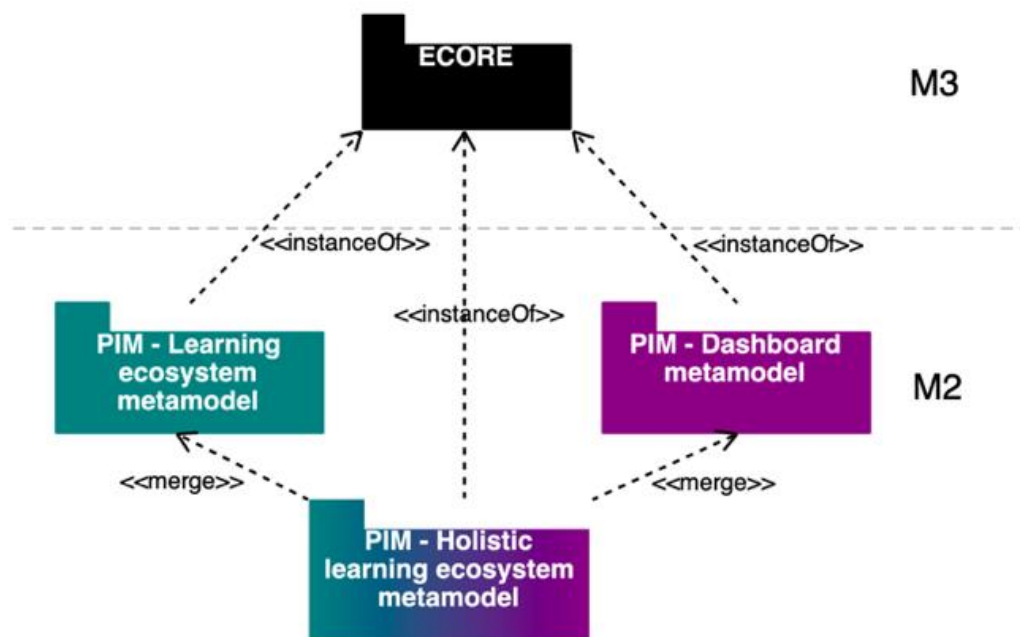 ECORE
M3
<<instanceOf>>
<<instanceOf>>
<<instanceOf>>
PIM - Learning
ecosystem
metamodel
PIM - Dashboard
metamodel
M2
<<merge>>
<<merge>>
PIM - Holistic
learning ecosystem
metamodel